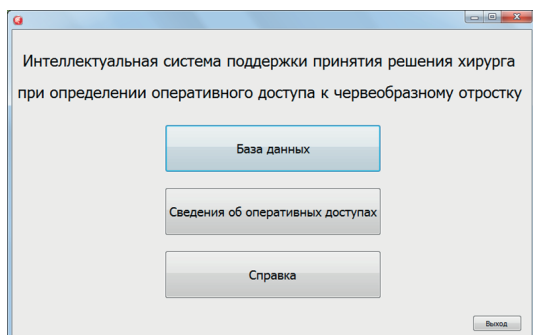 Интеллектуальная система поддержки принятия решения хирурга
при определении оперативного доступа к червеобразному отростку
База данных
Сведения об оперативных доступах
Справка
Выход